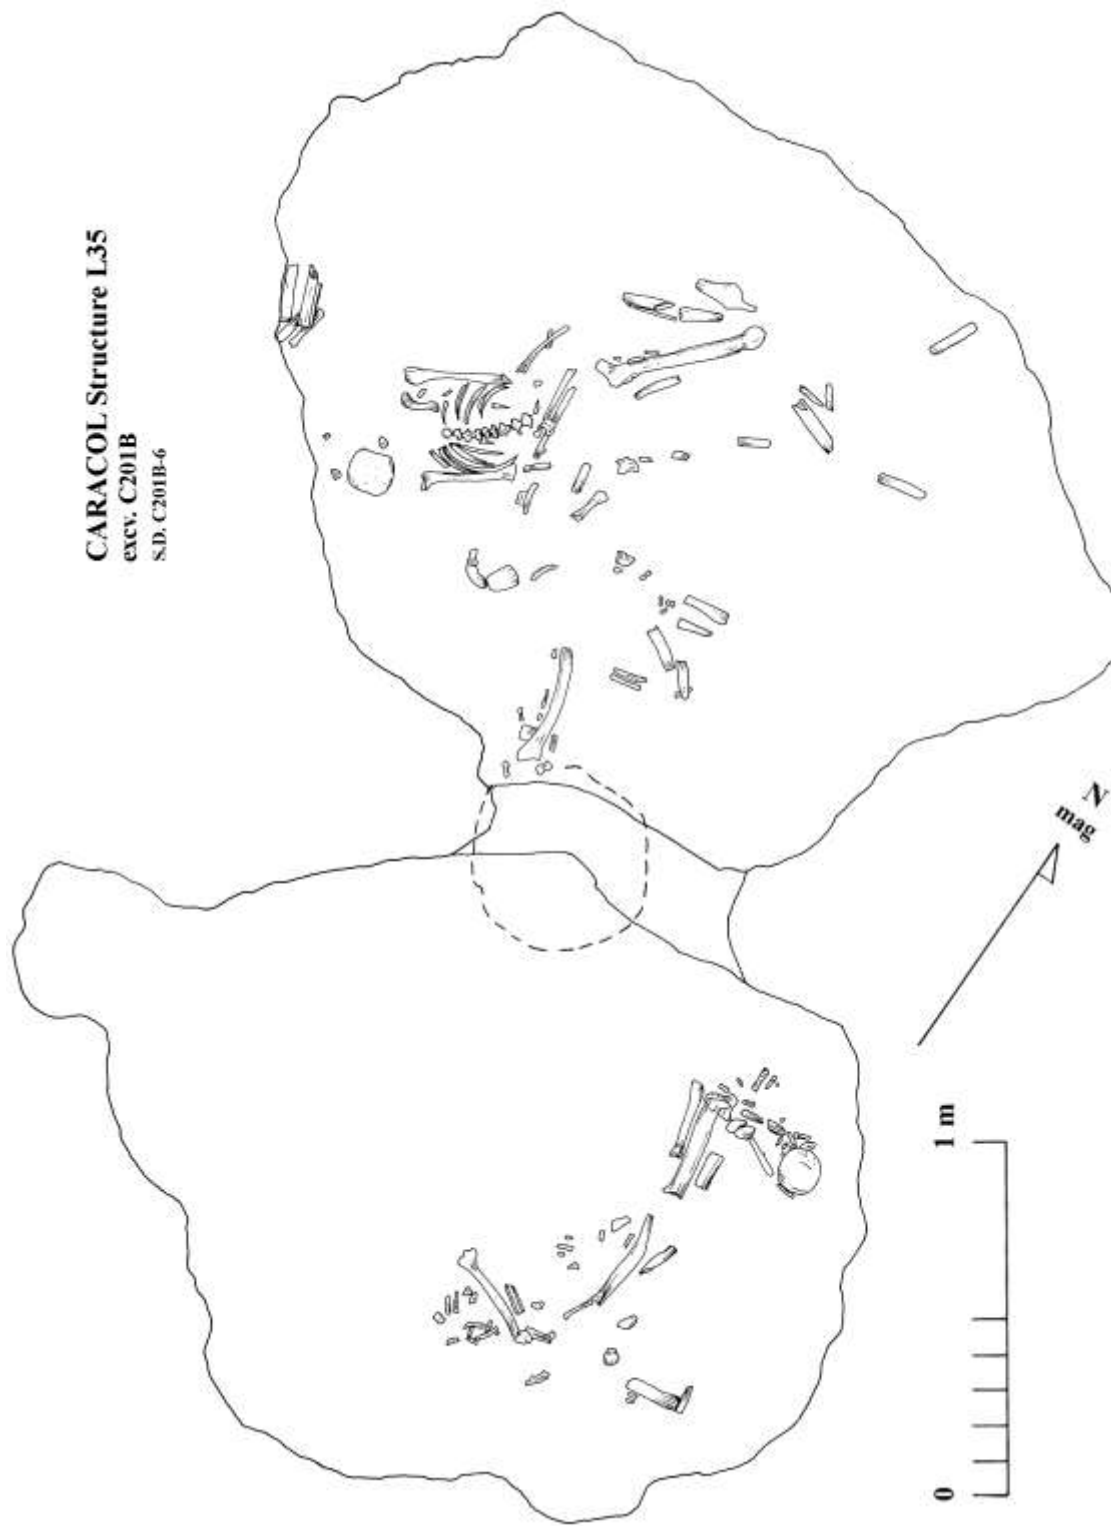 CARACOL Structure L35
excv. C201B
S.D. C201B-6
N
mag
0
1 m